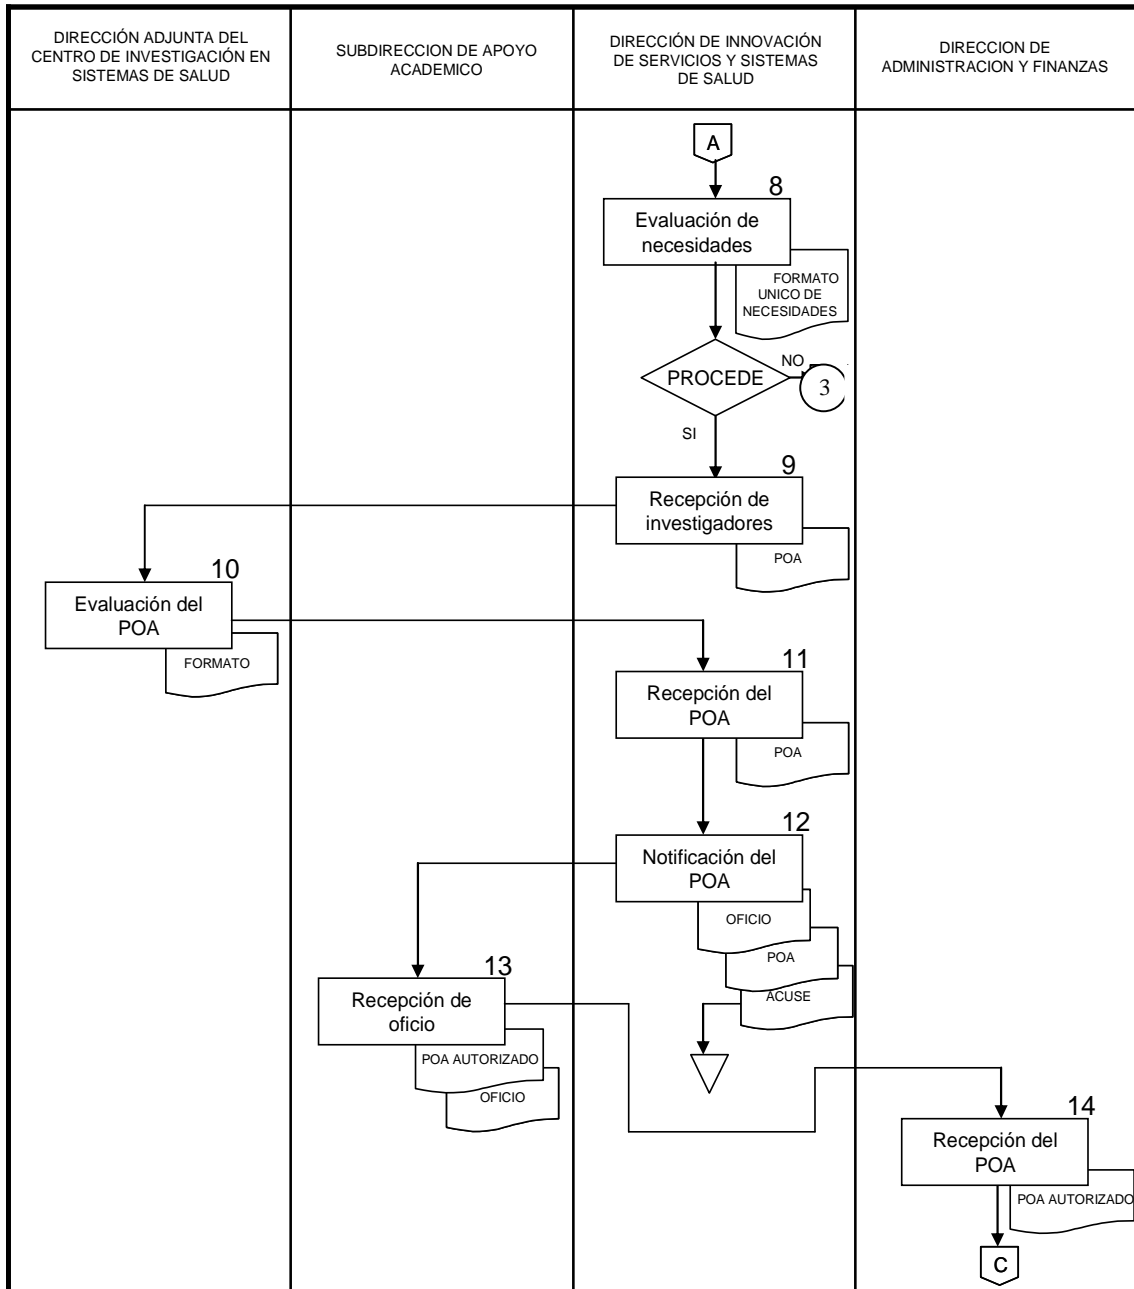 DIRECCIÓN ADJUNTA DEL
CENTRO DE INVESTIGACIÓN EN
SISTEMAS DE SALUD
SUBDIRECCION DE APOYO
ACADEMICO
DIRECCIÓN DE INNOVACIÓN
DE SERVICIOS Y SISTEMAS
DE SALUD
DIRECCION DE
ADMINISTRACION Y FINANZAS
A
8
Evaluación de
necesidades
FORMATO
UNICO DE
NECESIDADES
PROCEDE
NO
3
SI
9
Recepción de
investigadores
POA
10
Evaluación del
POA
FORMATO
11
Recepción del
POA
POA
12
Notificación del
POA
OFICIO
POA
ACUSE
13
Recepción de
oficio
POA AUTORIZADO
OFICIO
14
Recepción del
POA
POA AUTORIZADO
C